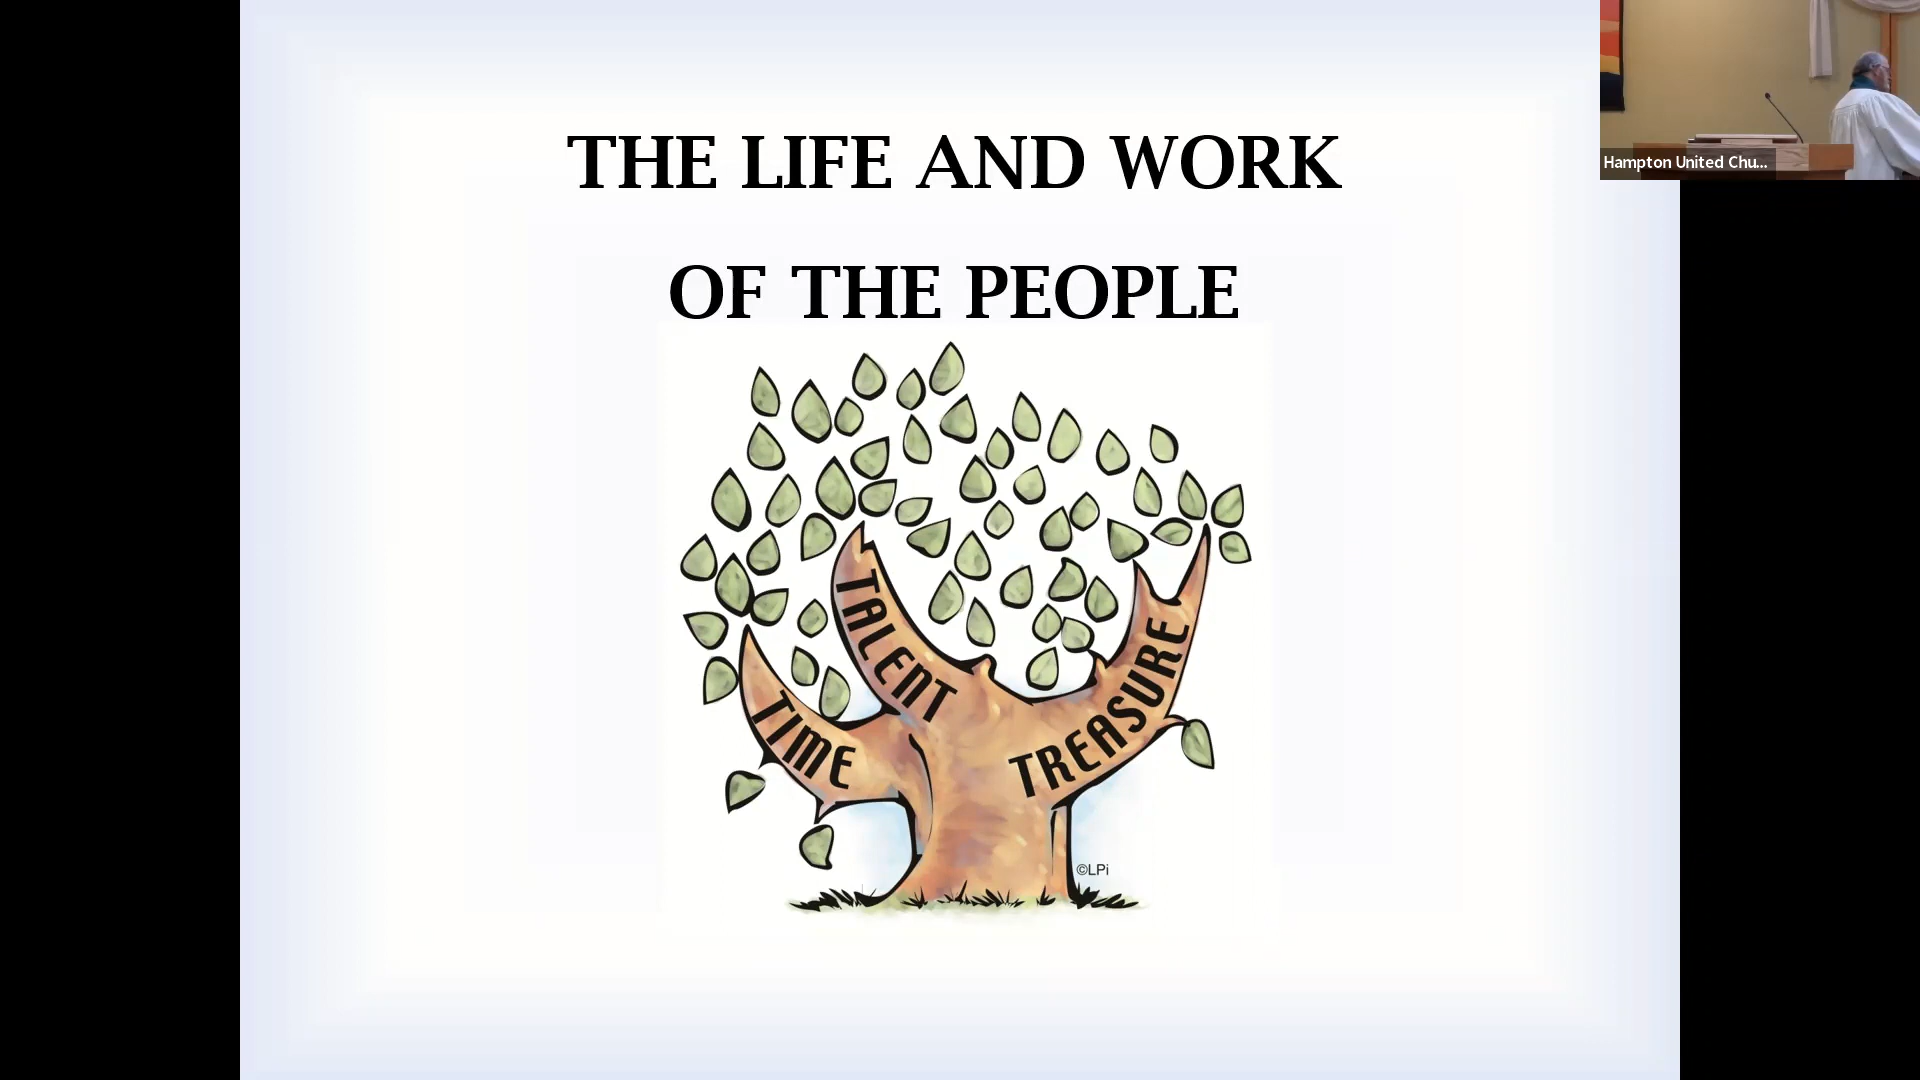 THE LIFE AND WORK
OF THE PEOPLE
TIME
TALENT
TREASURE
©LPi
Hampton United Chu...